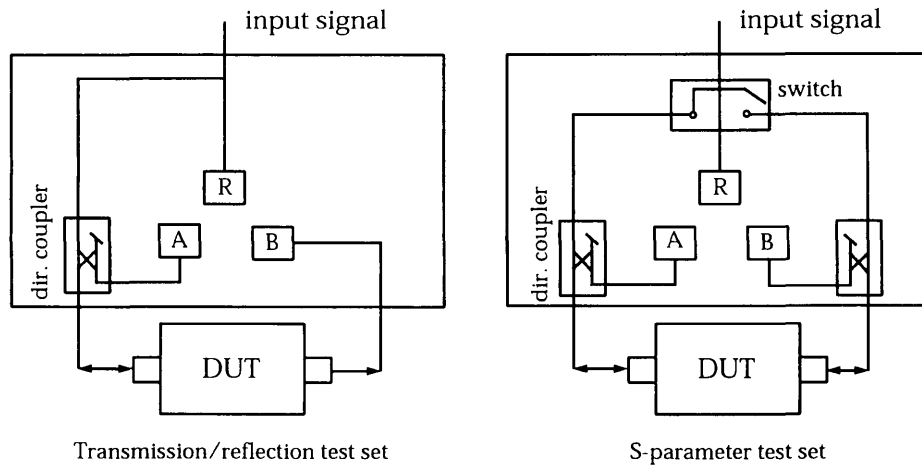 input signal
dir. coupler
R
A
B
DUT
Transmission/reflection test set
input signal
switch
dir. coupler
R
A
B
DUT
S-parameter test set